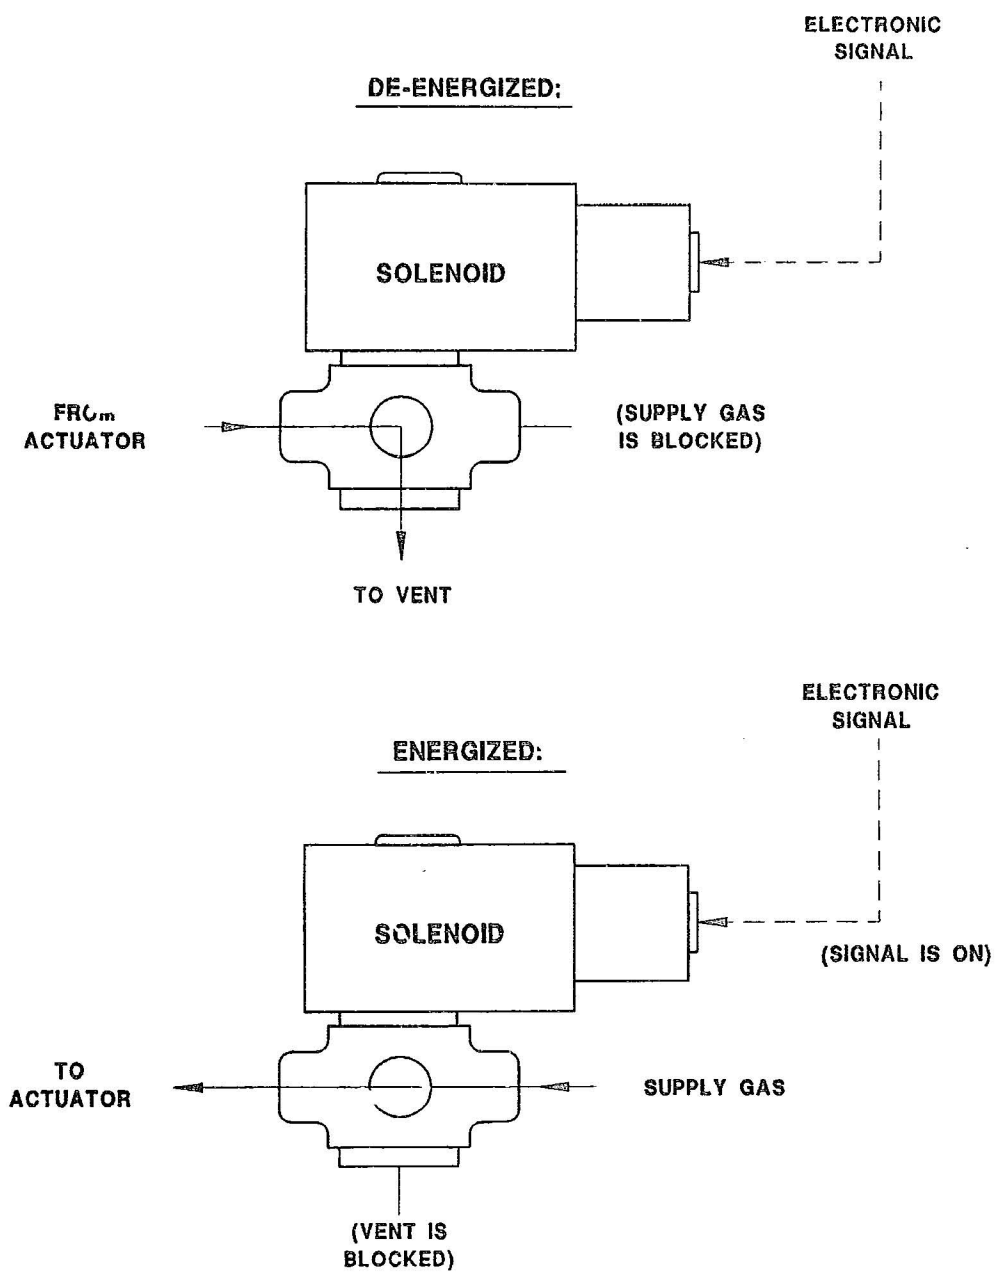 ELECTRONIC
SIGNAL
DE-ENERGIZED:
SOLENOID
FROm
ACTUATOR
(SUPPLY GAS
IS BLOCKED)
TO VENT
ELECTRONIC
SIGNAL
ENERGIZED:
SOLENOID
(SIGNAL IS ON)
TO
ACTUATOR
SUPPLY GAS
(VENT IS
BLOCKED)